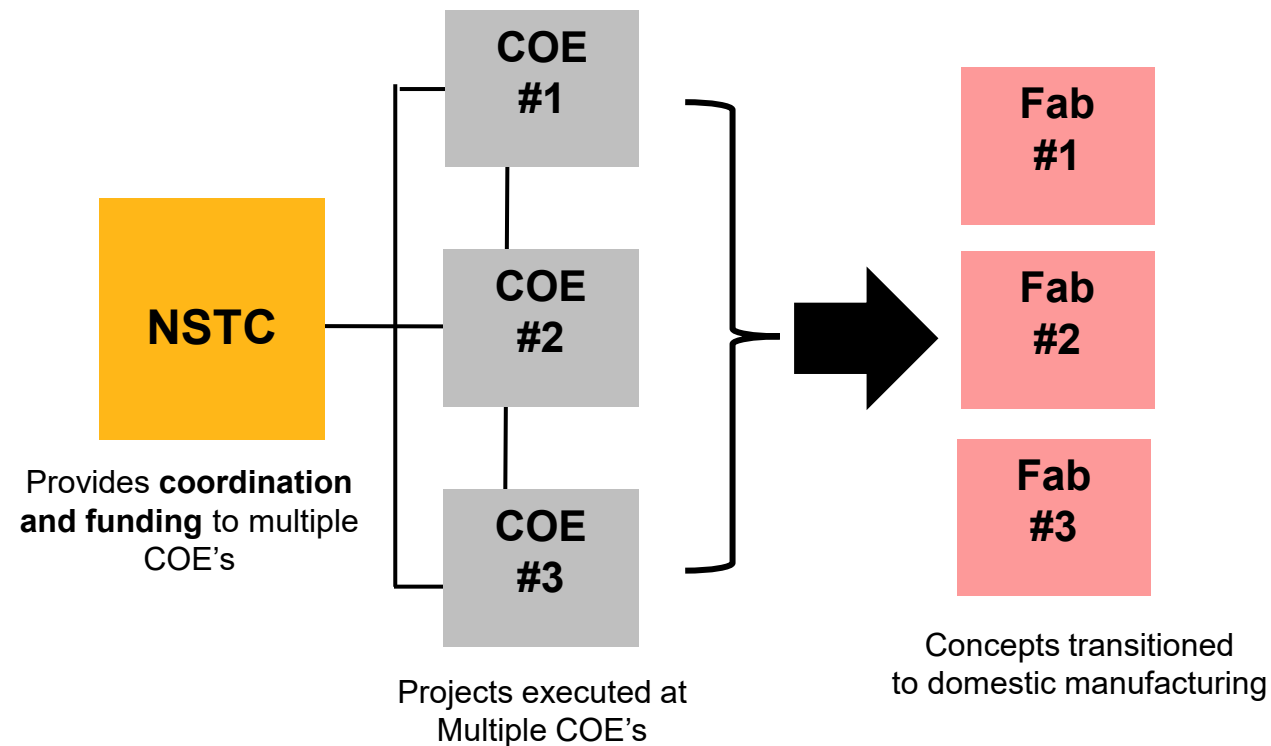 NSTC
Provides coordination
and funding to multiple
COE's
COE
#1
COE
#2
COE
#3
Projects executed at
Multiple COE's
Fab
#1
Fab
#2
Fab
#3
Concepts transitioned
to domestic manufacturing